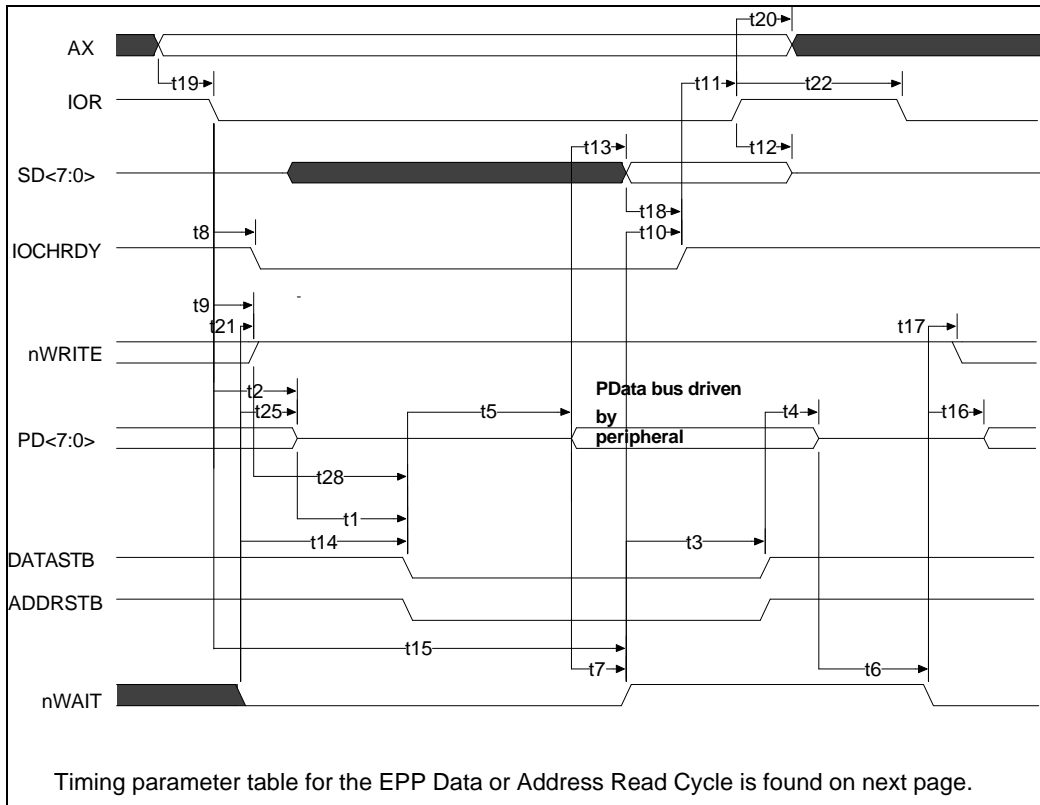 t20
AX
t19
t11
t22
IOR
t13
t12
SD<7:0>
t18
t8
t10
IOCHRDY
t9
t21
t17
nWRITE
t2
PData bus driven
t25
t5
by
t4
t16
PD<7:0>
peripheral
t28
t1
t14
t3
DATASTB
ADDRSTB
t15
t7
t6
nWAIT
Timing parameter table for the EPP Data or Address Read Cycle is found on next page.